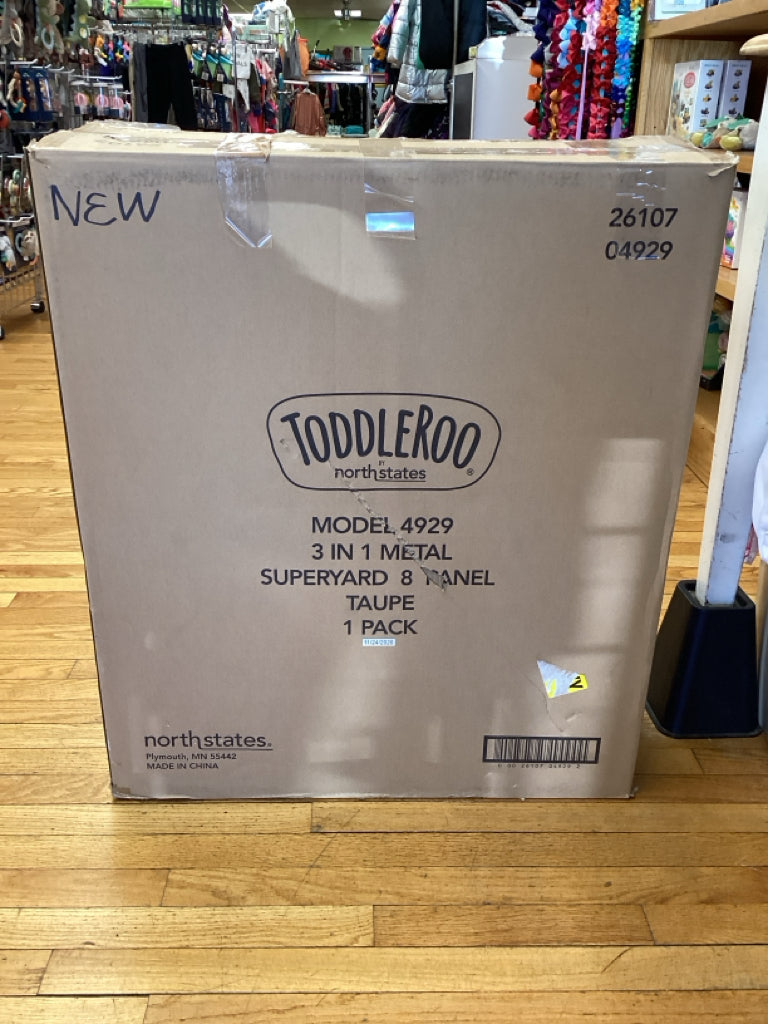 NEW
26107
04929
TODDLEROO
BY
northstates
®
MODEL 4929
3 IN 1 METAL
SUPERYARD 8 PANEL
TAUPE
1 PACK
northstates®
Plymouth, MN 55442
MADE IN CHINA